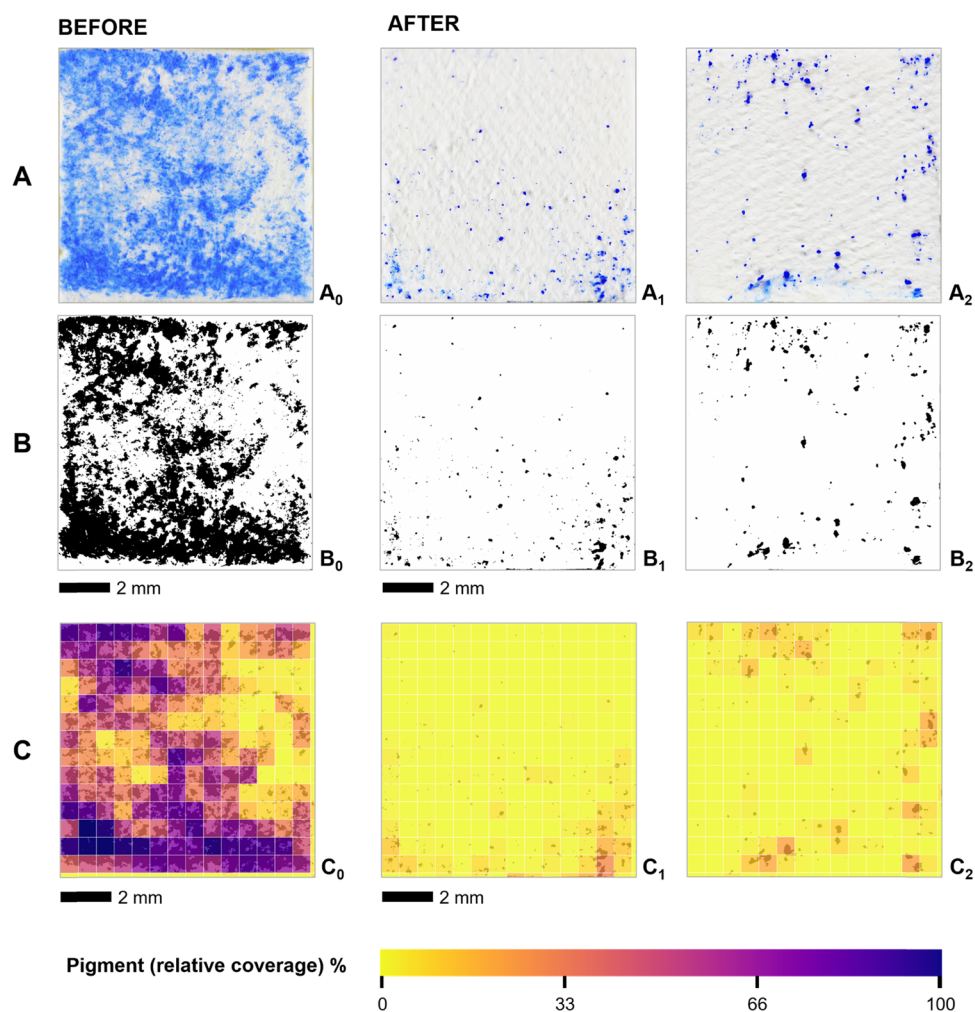 BEFORE AFTER
A
A0 A1 A2
B
B0 B1 B2
2 mm 2 mm
C
C0 C1 C2
2 mm 2 mm
Pigment (relative coverage) %
0 33 66 100